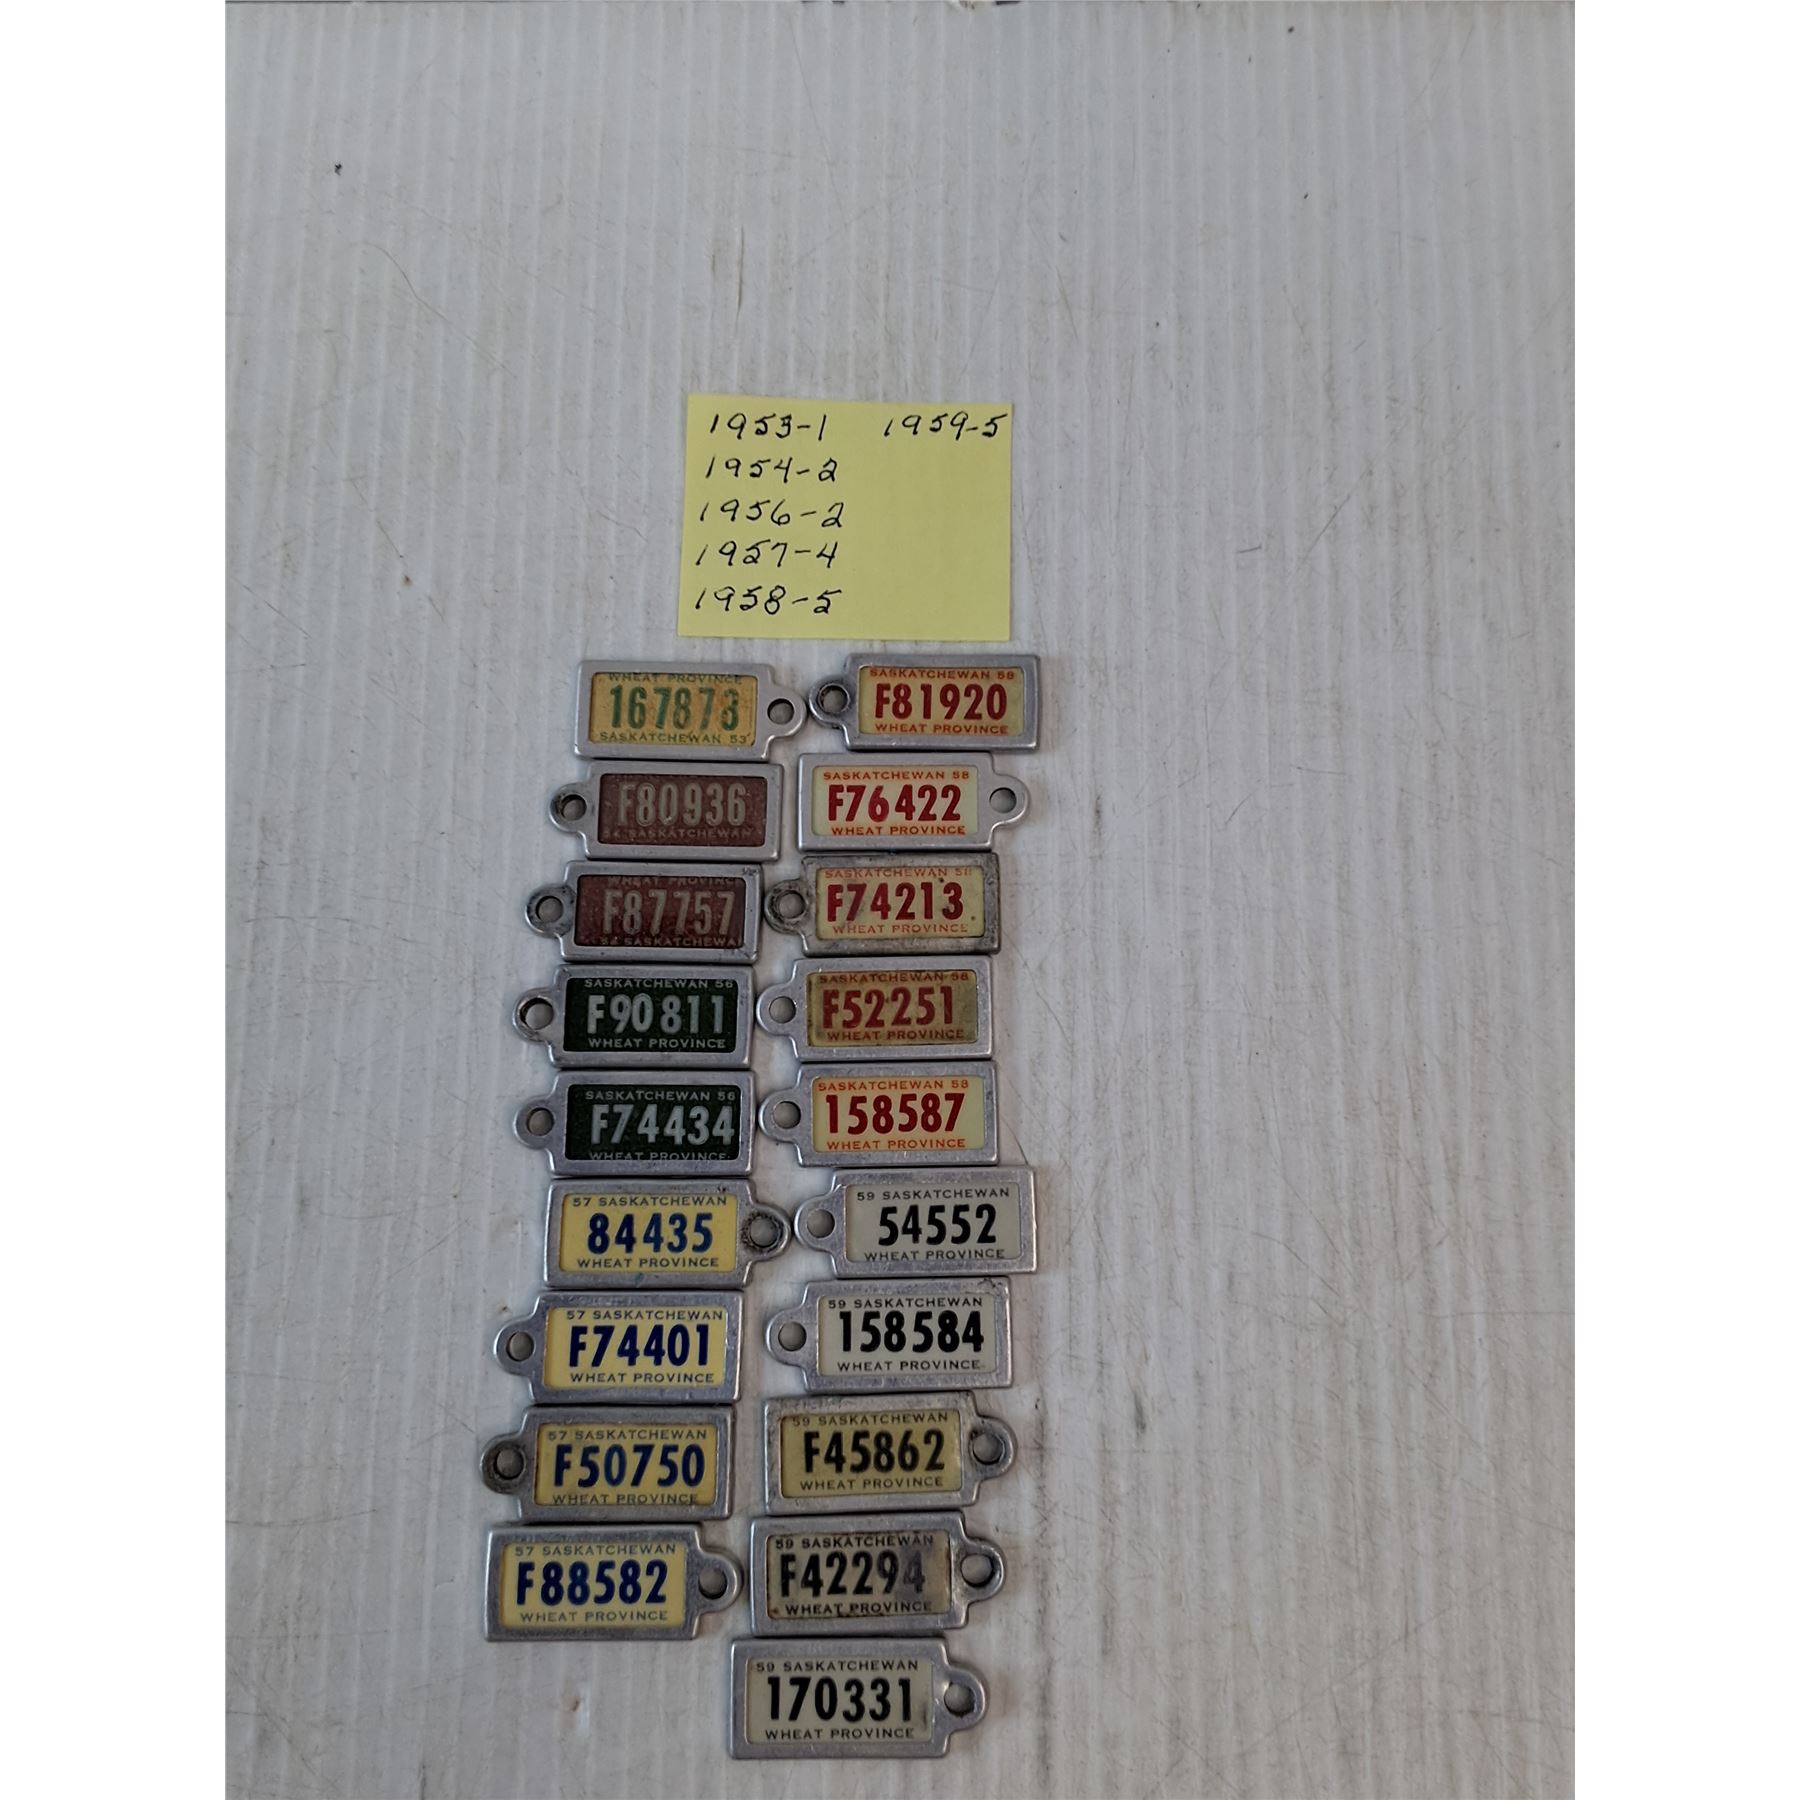 1953-1 1959-5
1954-2
1956-2
1957-4
1958-5
WHEAT PROVINCE
167873
SASKATCHEWAN 53
F80936
54 SASKATCHEWAN
WHEAT PROVINC
F87757
54 SASKATCHEWA
SASKATCHEWAN 56
F90811
WHEAT PROVINCE
SASKATCHEWAN 56
F74434
WHEAT PROVINCE
57 SASKATCHEWAN
84435
WHEAT PROVINCE
57 SASKATCHEWAN
F74401
WHEAT PROVINCE
57 SASKATCHEWAN
F50750
WHEAT PROVINCE
57 SASKATCHEWAN
F88582
WHEAT PROVINCE
SASKATCHEWAN 58
F81920
WHEAT PROVINCE
SASKATCHEWAN 58
F76422
WHEAT PROVINCE
SASKATCHEWAN 58
F74213
WHEAT PROVINCE
SASKATCHEWAN 58
F52251
WHEAT PROVINCE
SASKATCHEWAN 58
158587
WHEAT PROVINCE
59 SASKATCHEWAN
54552
WHEAT PROVINCE
59 SASKATCHEWAN
158584
WHEAT PROVINCE
59 SASKATCHEWAN
F45862
WHEAT PROVINCE
59 SASKATCHEWAN
F42294
WHEAT PROVINCE
59 SASKATCHEWAN
170331
WHEAT PROVINCE